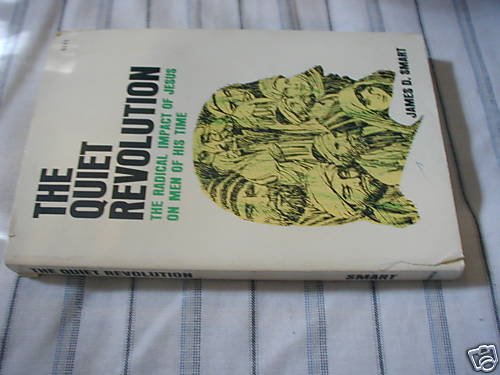 THE
QUIET
REVOLUTION
THE RADICAL IMPACT OF JESUS
ON MEN OF HIS TIME
JAMES D. SMART
THE QUIET REVOLUTION SMART